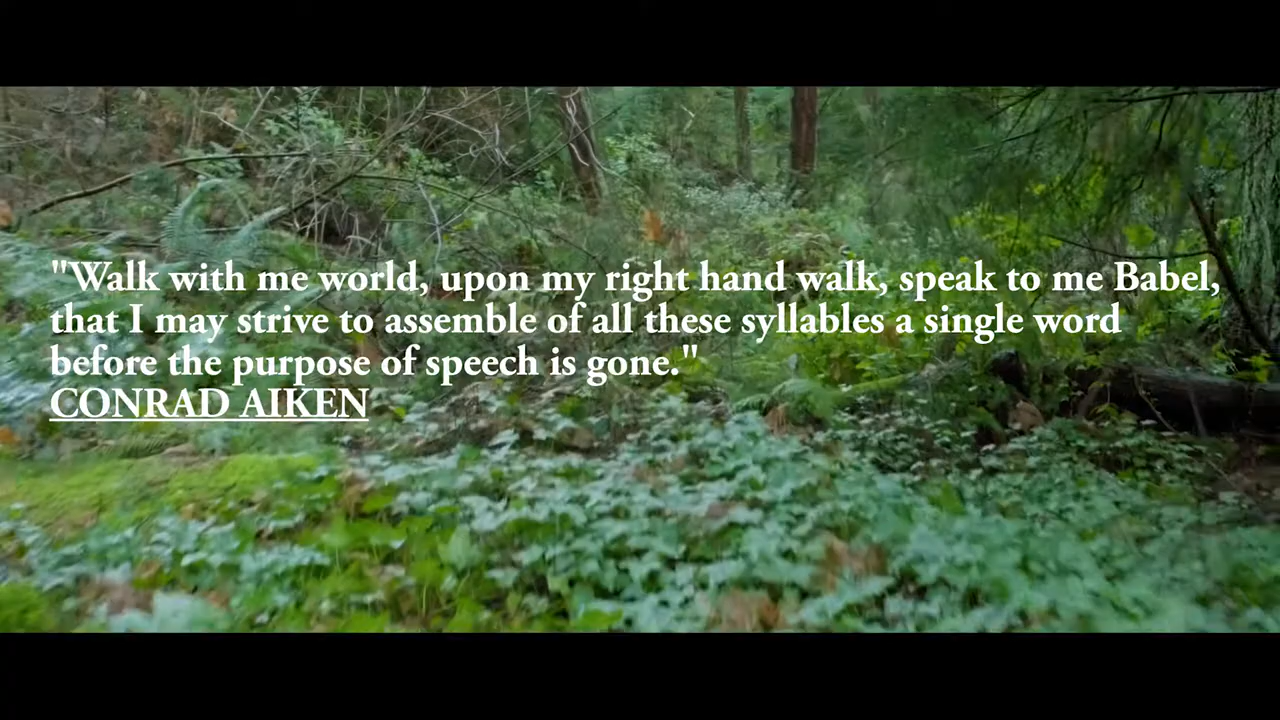 "Walk with me world, upon my right hand walk, speak to me Babel,
that I may strive to assemble of all these syllables a single word
before the purpose of speech is gone."
CONRAD AIKEN